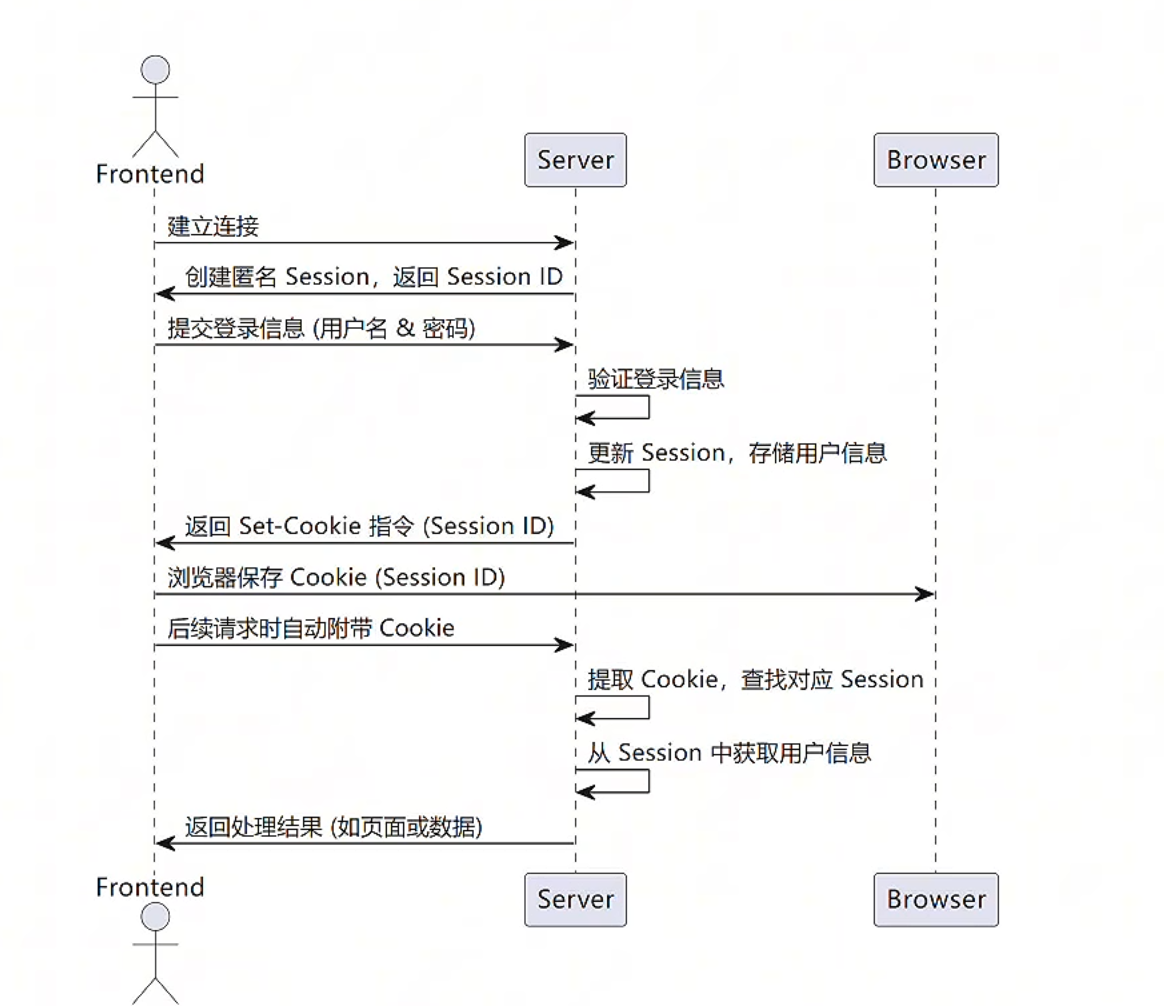 Frontend
Server
Browser
建立连接
创建匿名 Session，返回 Session ID
提交登录信息 (用户名 & 密码)
验证登录信息
更新 Session，存储用户信息
返回 Set-Cookie 指令 (Session ID)
浏览器保存 Cookie (Session ID)
后续请求时自动附带 Cookie
提取 Cookie，查找对应 Session
从 Session 中获取用户信息
返回处理结果 (如页面或数据)
Frontend
Server
Browser